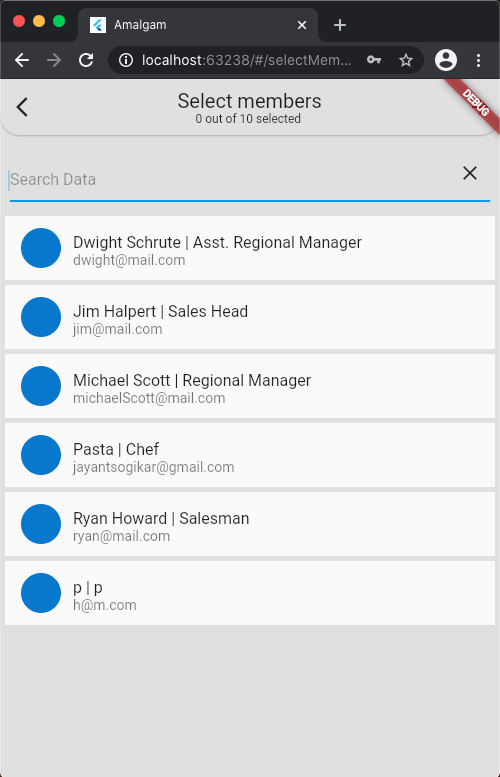 Amalgam
localhost:63238/#/selectMem...
Select members
0 out of 10 selected
DEBUG
Search Data
Dwight Schrute | Asst. Regional Manager
dwight@mail.com
Jim Halpert | Sales Head
jim@mail.com
Michael Scott | Regional Manager
michaelScott@mail.com
Pasta | Chef
jayantsogikar@gmail.com
Ryan Howard | Salesman
ryan@mail.com
p | p
h@m.com